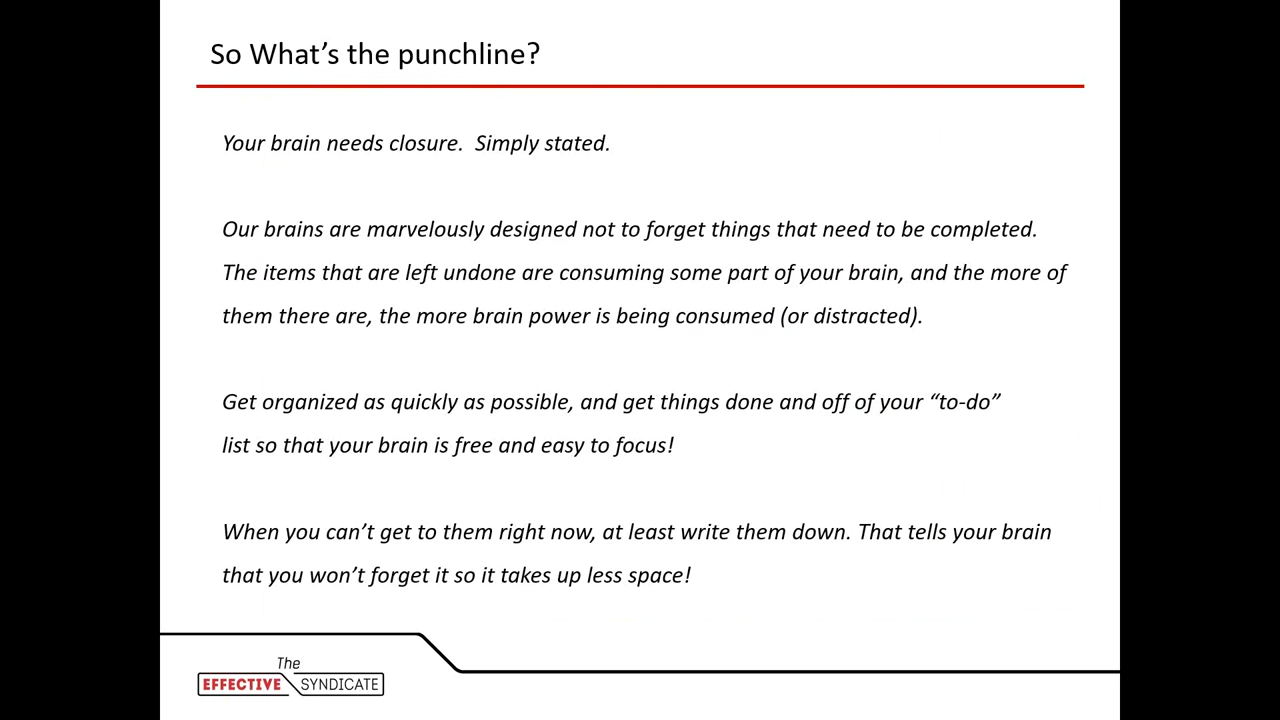 So What’s the punchline?
Your brain needs closure.  Simply stated.
Our brains are marvelously designed not to forget things that need to be completed.
The items that are left undone are consuming some part of your brain, and the more of
them there are, the more brain power is being consumed (or distracted).
Get organized as quickly as possible, and get things done and off of your “to-do”
list so that your brain is free and easy to focus!
When you can’t get to them right now, at least write them down. That tells your brain
that you won’t forget it so it takes up less space!
The
EFFECTIVE SYNDICATE